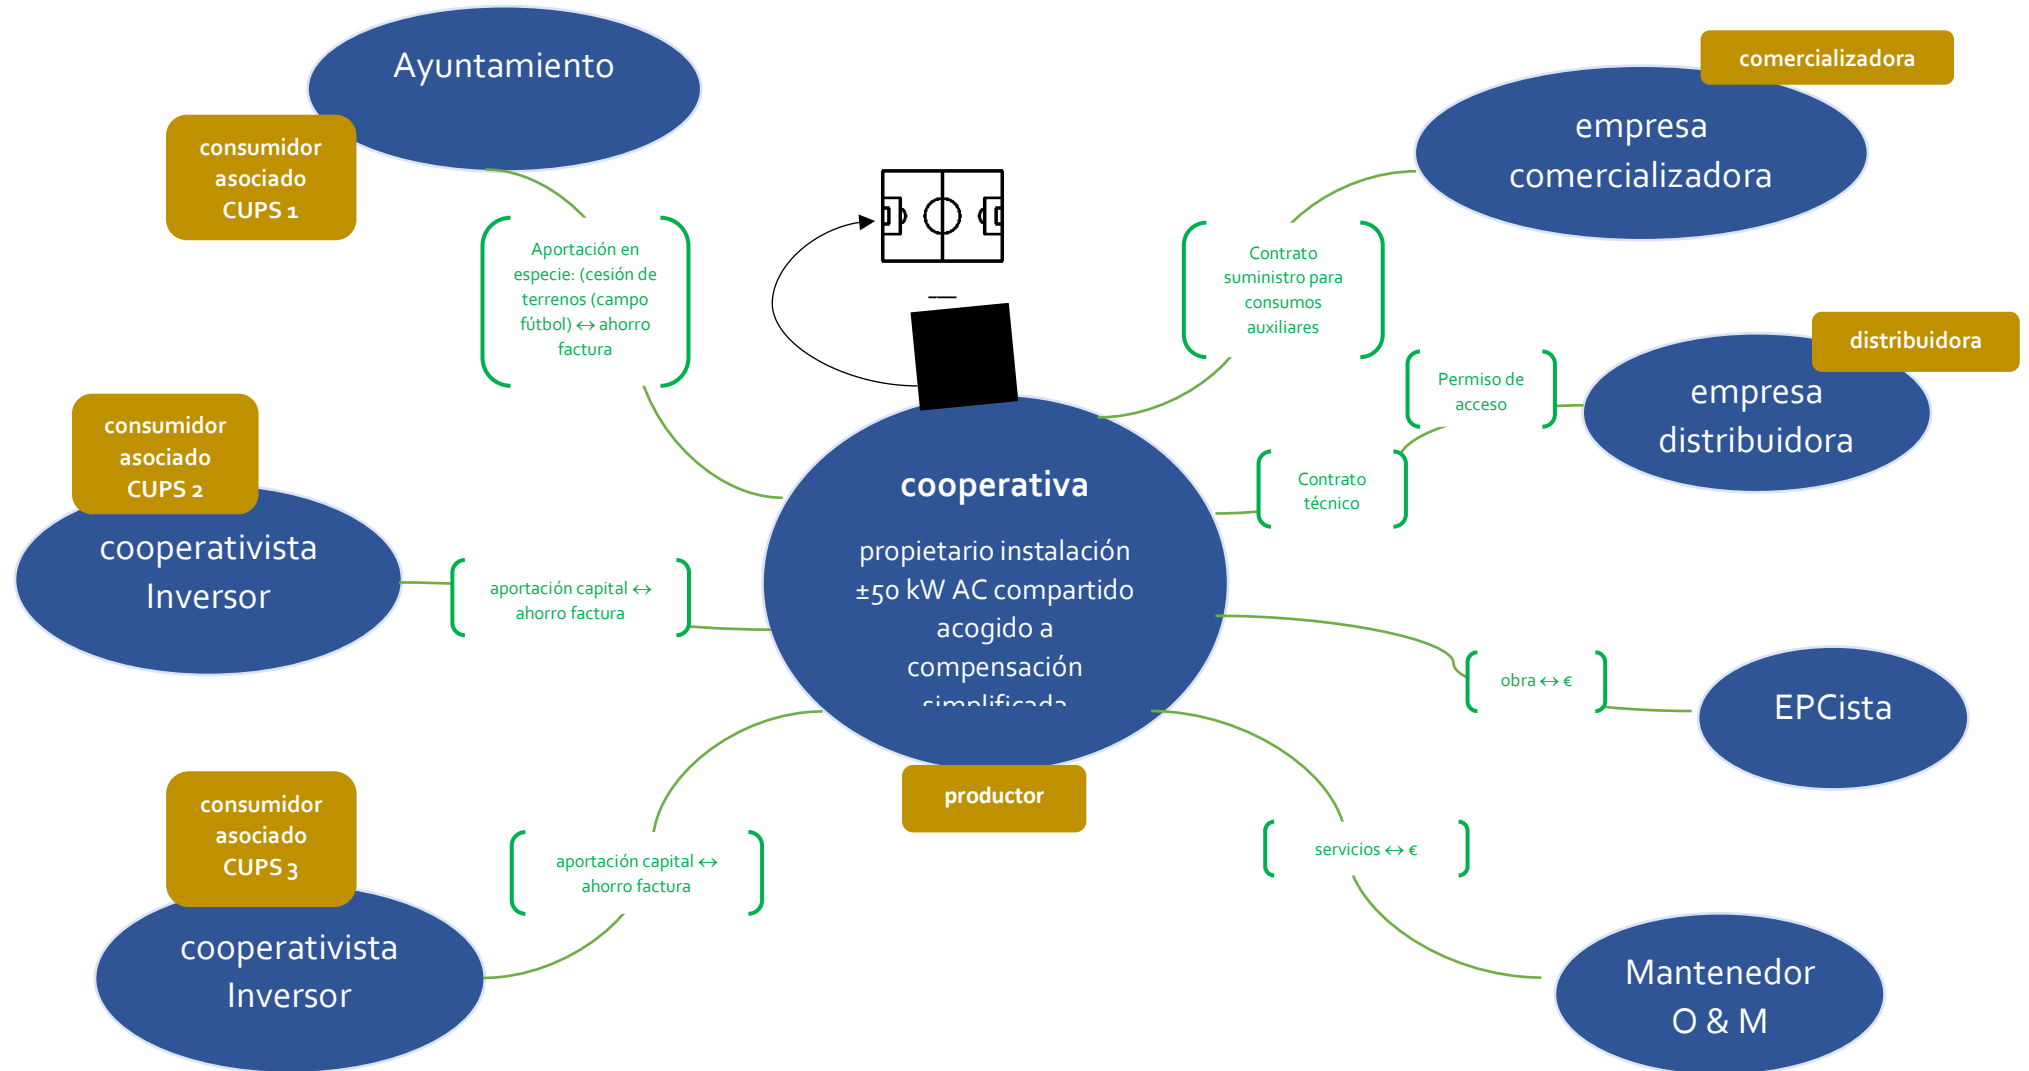 Ayuntamiento
consumidor
asociado
CUPS 1
Aportación en
especie: (cesión de
terrenos (campo
fútbol) ↔ ahorro
factura
comercializadora
empresa
comercializadora
Contrato
suministro para
consumos
auxiliares
distribuidora
empresa
distribuidora
Permiso de
acceso
Contrato
técnico
consumidor
asociado
CUPS 2
cooperativista
Inversor
aportación capital ↔
ahorro factura
cooperativa
propietario instalación
±50 kW AC compartido
acogido a
compensación
simplificada
productor
obra ↔ €
EPCista
consumidor
asociado
CUPS 3
cooperativista
Inversor
aportación capital ↔
ahorro factura
servicios ↔ €
Mantenedor
O & M